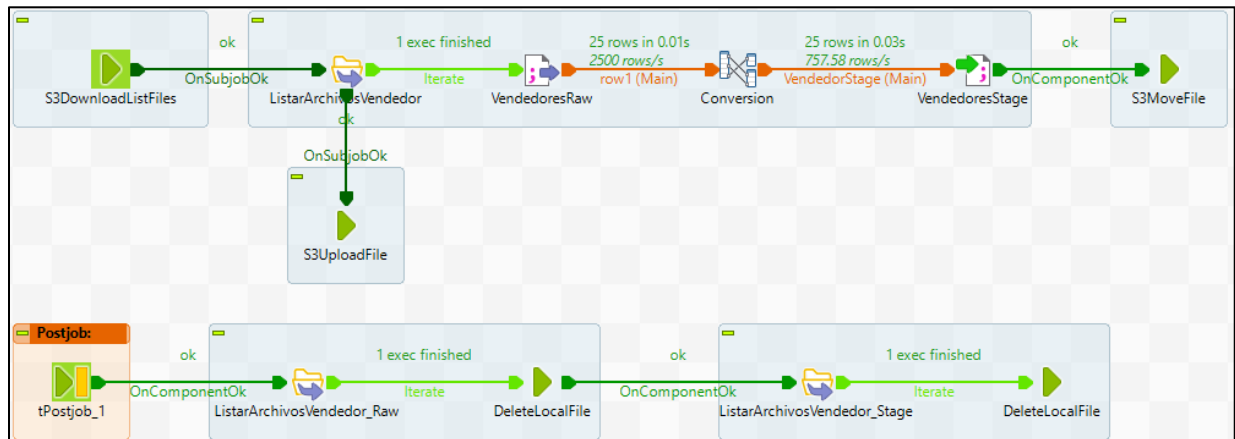 ok
1 exec finished
25 rows in 0.01s
2500 rows/s
row1 (Main)
25 rows in 0.03s
757.58 rows/s
VendedorStage (Main)
ok
OnSubjobOk
Iterate
OnComponentOk
S3DownloadListFiles
ListarArchivosVendedor
VendedoresRaw
Conversion
VendedoresStage
S3MoveFile
ok
OnSubjobOk
S3UploadFile
Postjob:
ok
1 exec finished
ok
1 exec finished
OnComponentOk
Iterate
OnComponentOk
Iterate
tPostjob_1
ListarArchivosVendedor_Raw
DeleteLocalFile
ListarArchivosVendedor_Stage
DeleteLocalFile